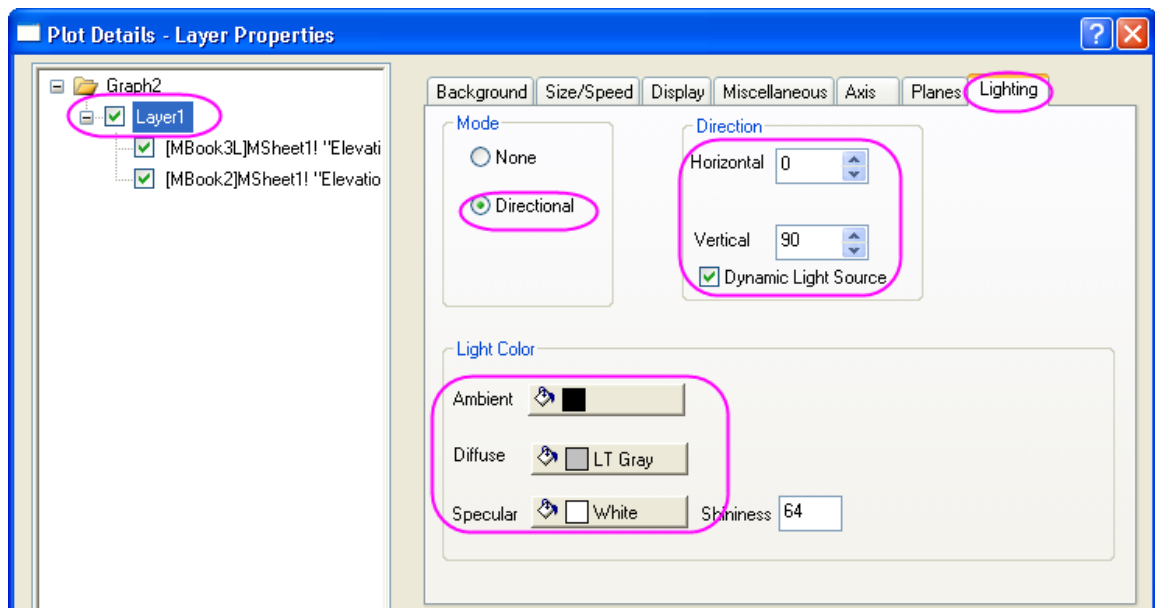 Plot Details - Layer Properties
Graph2
Layer1
[MBook3L]MSheet1! "Elevati
[MBook2]MSheet1! "Elevatio
Background Size/Speed Display Miscellaneous Axis Planes Lighting
Mode
None
Directional
Direction
Horizontal 0
Vertical 90
Dynamic Light Source
Light Color
Ambient
Diffuse LT Gray
Specular White Shininess 64